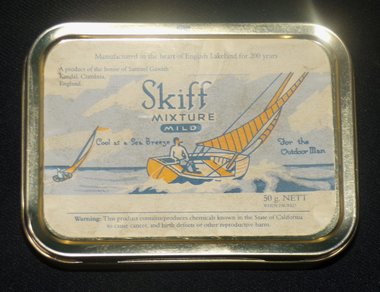 Manufactured in the heart of English Lakeland for 200 years
A product of the house of Samuel Gawith
Kendal, Cumbria,
England.
Skiff
MIXTURE
MILD
Cool as a Sea Breeze
For the
Outdoor Man
50 g. NETT
WHEN PACKED
Warning: This product contains/produces chemicals known in the State of California
to cause cancer, and birth defects or other reproductive harm.